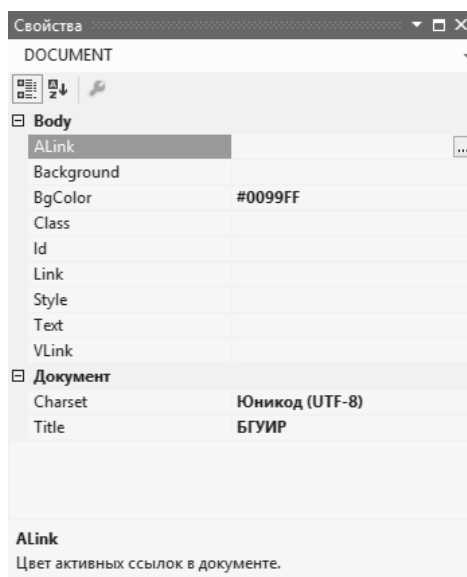 Свойства
DOCUMENT
Body
ALink
...
Background
BgColor #0099FF
Class
Id
Link
Style
Text
VLink
Документ
Charset Юникод (UTF-8)
Title БГУИР
ALink
Цвет активных ссылок в документе.